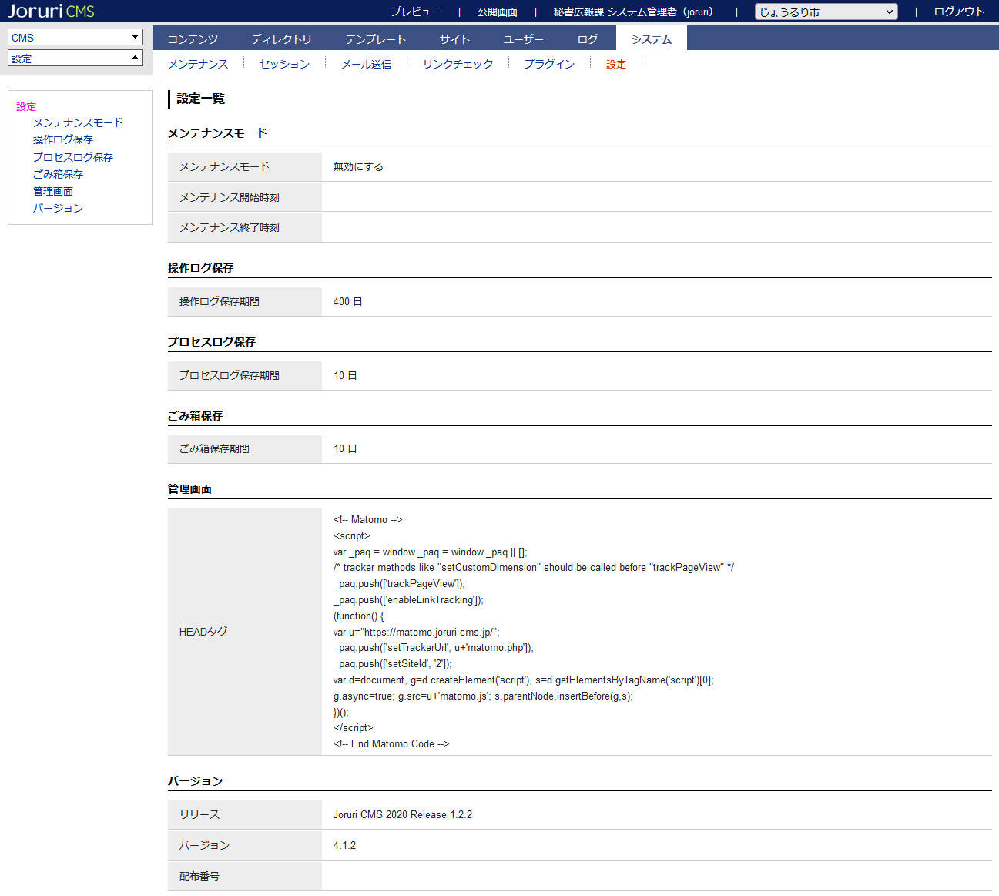 Joruri CMS
プレビュー | 公開画面 | 秘書広報課 システム管理者（joruri） | じょうるり市 | ログアウト
CMS
設定
コンテンツ ディレクトリ テンプレート サイト ユーザー ログ システム
メンテナンス セッション メール送信 リンクチェック プラグイン 設定
設定
メンテナンスモード
操作ログ保存
プロセスログ保存
ごみ箱保存
管理画面
バージョン
設定一覧
メンテナンスモード
メンテナンスモード 無効にする
メンテナンス開始時刻
メンテナンス終了時刻
操作ログ保存
操作ログ保存期間 400 日
プロセスログ保存
プロセスログ保存期間 10 日
ごみ箱保存
ごみ箱保存期間 10 日
管理画面
HEADタグ
<!-- Matomo -->
<script>
var _paq = window._paq = window._paq || [];
/* tracker methods like "setCustomDimension" should be called before "trackPageView" */
_paq.push(['trackPageView']);
_paq.push(['enableLinkTracking']);
(function() {
var u="https://matomo.joruri-cms.jp/";
_paq.push(['setTrackerUrl', u+'matomo.php']);
_paq.push(['setSiteId', '2']);
var d=document, g=d.createElement('script'), s=d.getElementsByTagName('script')[0];
g.async=true; g.src=u+'matomo.js'; s.parentNode.insertBefore(g,s);
})();
</script>
<!-- End Matomo Code -->
バージョン
リリース Joruri CMS 2020 Release 1.2.2
バージョン 4.1.2
配布番号